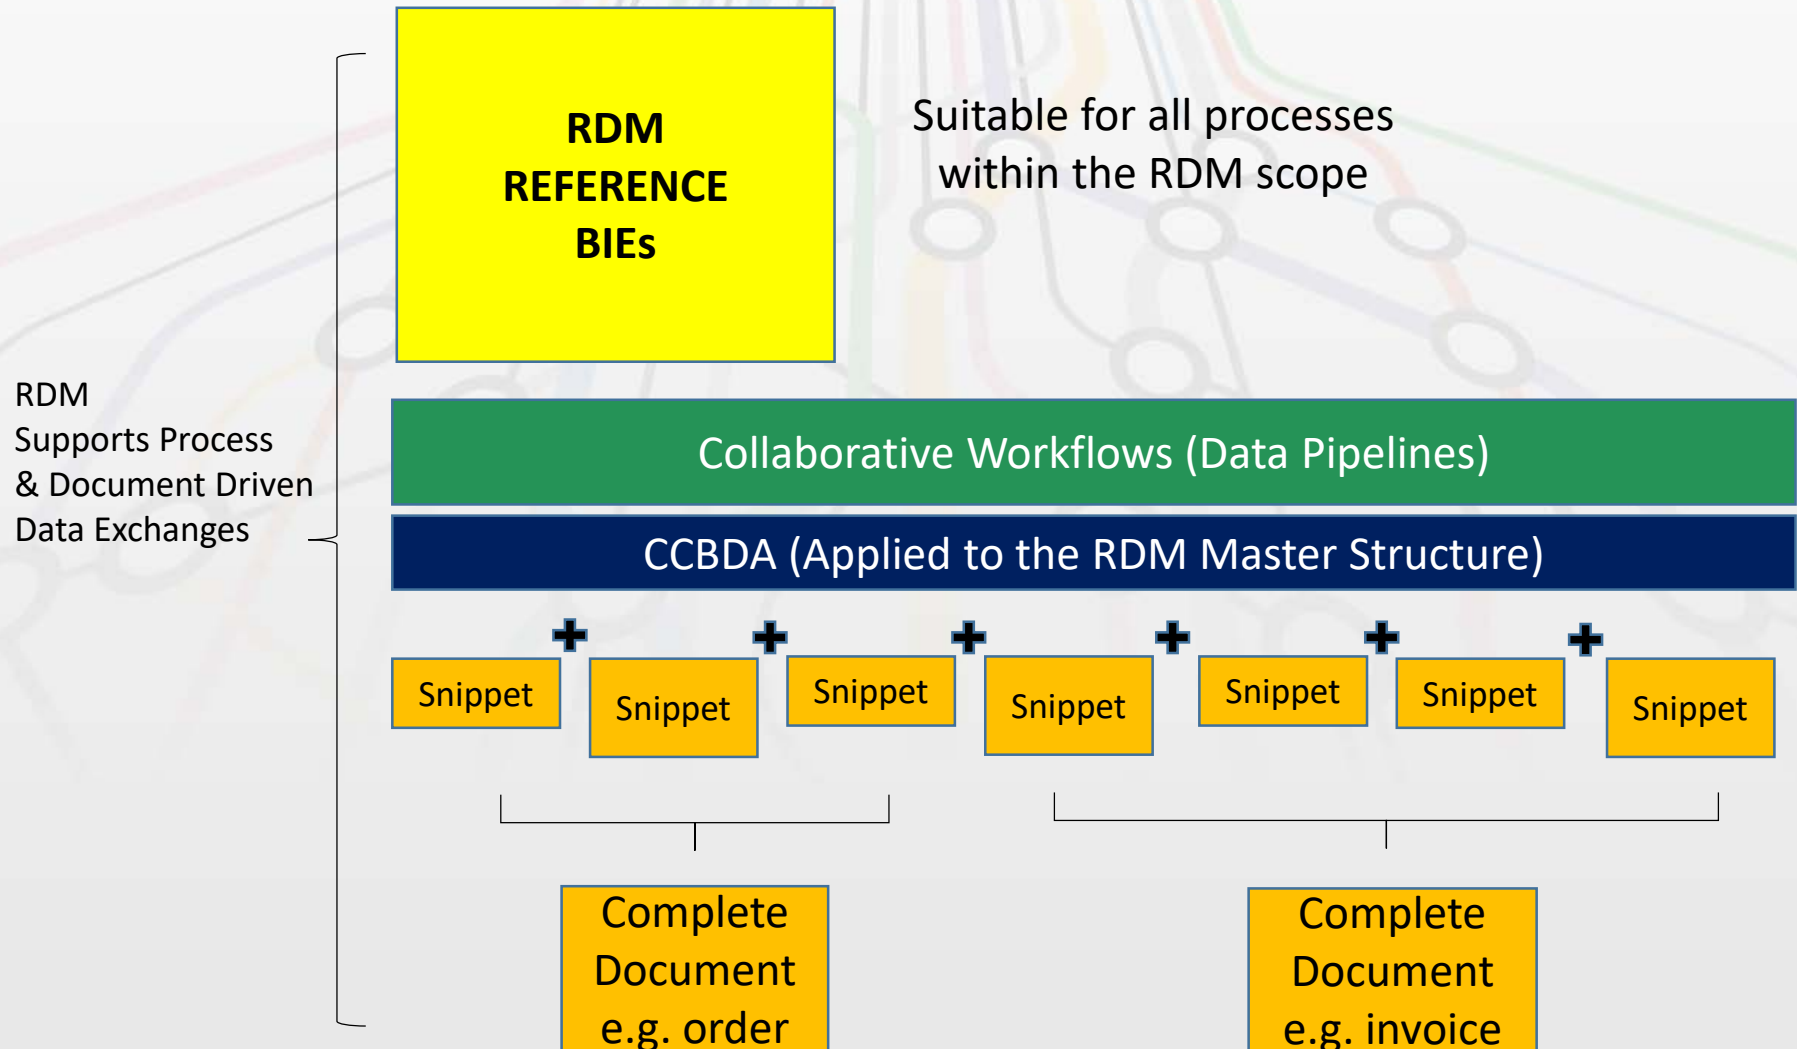 RDM
REFERENCE
BIEs
Suitable for all processes
within the RDM scope
RDM
Supports Process
& Document Driven
Data Exchanges
Collaborative Workflows (Data Pipelines)
CCBDA (Applied to the RDM Master Structure)
Snippet
Snippet
Snippet
Snippet
Snippet
Snippet
Snippet
Complete
Document
e.g. order
Complete
Document
e.g. invoice